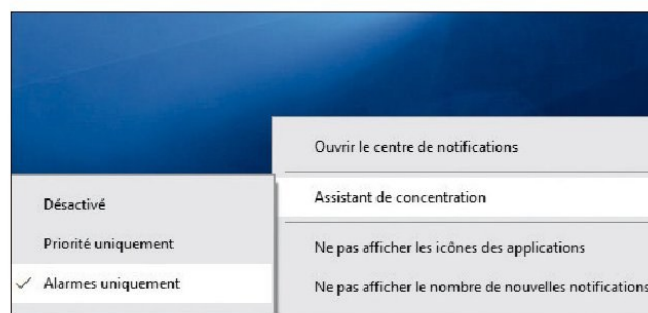 Ouvrir le centre de notifications
Assistant de concentration
Ne pas afficher les icônes des applications
Ne pas afficher le nombre de nouvelles notifications
Désactivé
Priorité uniquement
Alarmes uniquement